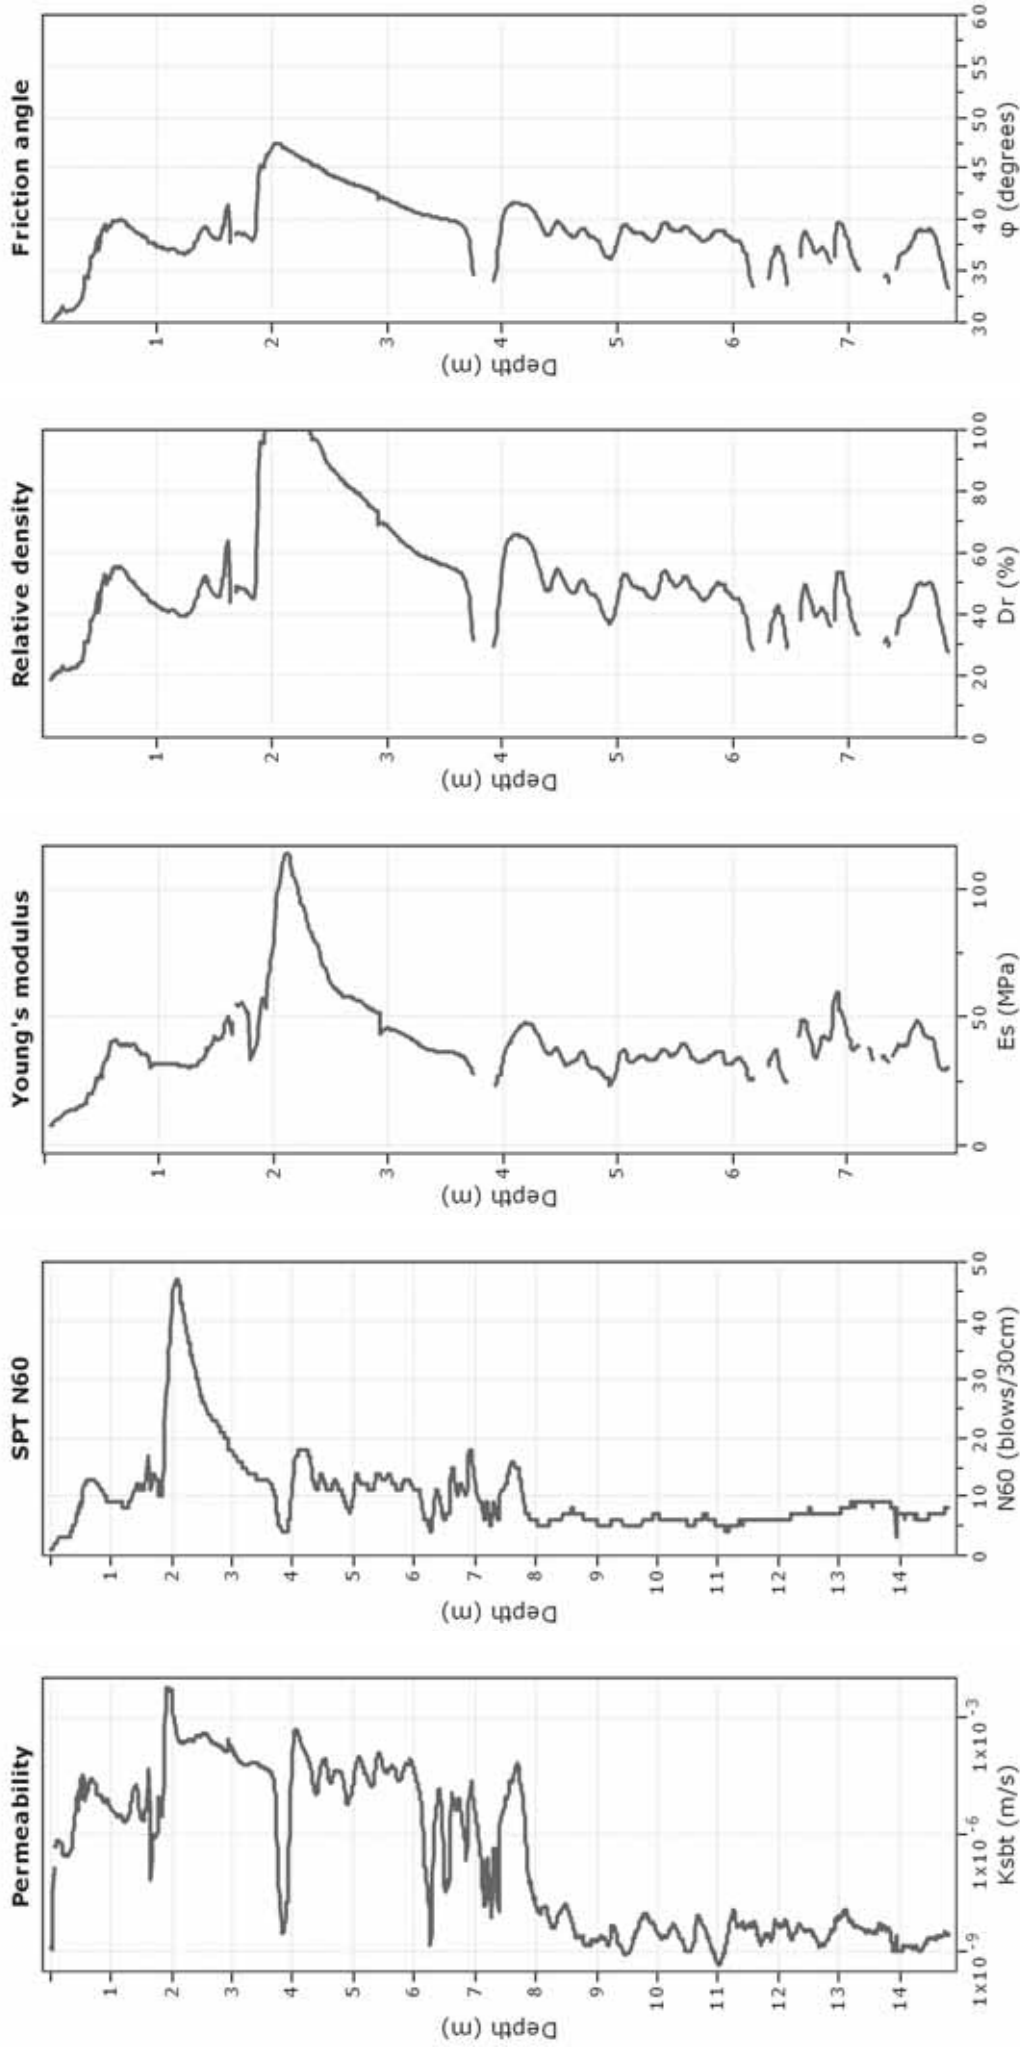 Permeability
Depth (m)
1
2
3
4
5
6
7
8
9
10
11
12
13
14
1x10-9 1x10-6 1x10-3
Ksbt (m/s)
SPT N60
Depth (m)
1
2
3
4
5
6
7
8
9
10
11
12
13
14
0 10 20 30 40 50
N60 (blows/30cm)
Young's modulus
Depth (m)
1
2
3
4
5
6
7
0 50 100
Es (MPa)
Relative density
Depth (m)
1
2
3
4
5
6
7
0 20 40 60 80 100
Dr (%)
Friction angle
Depth (m)
1
2
3
4
5
6
7
30 35 40 45 50 55 60
φ (degrees)